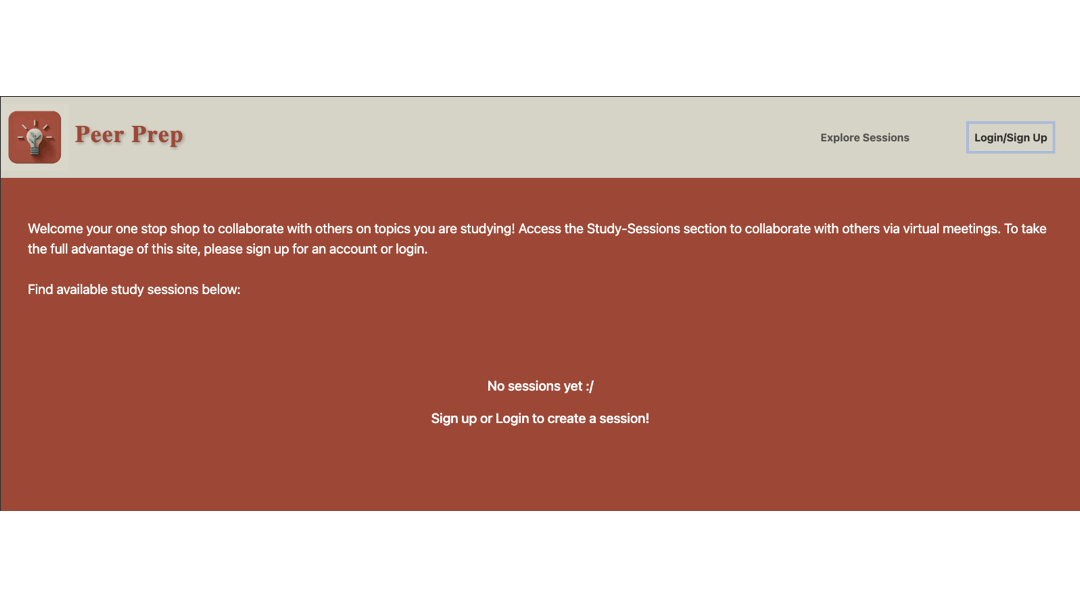 Peer Prep
Explore Sessions
Login/Sign Up
Welcome your one stop shop to collaborate with others on topics you are studying! Access the Study-Sessions section to collaborate with others via virtual meetings. To take
the full advantage of this site, please sign up for an account or login.
Find available study sessions below:
No sessions yet :/
Sign up or Login to create a session!